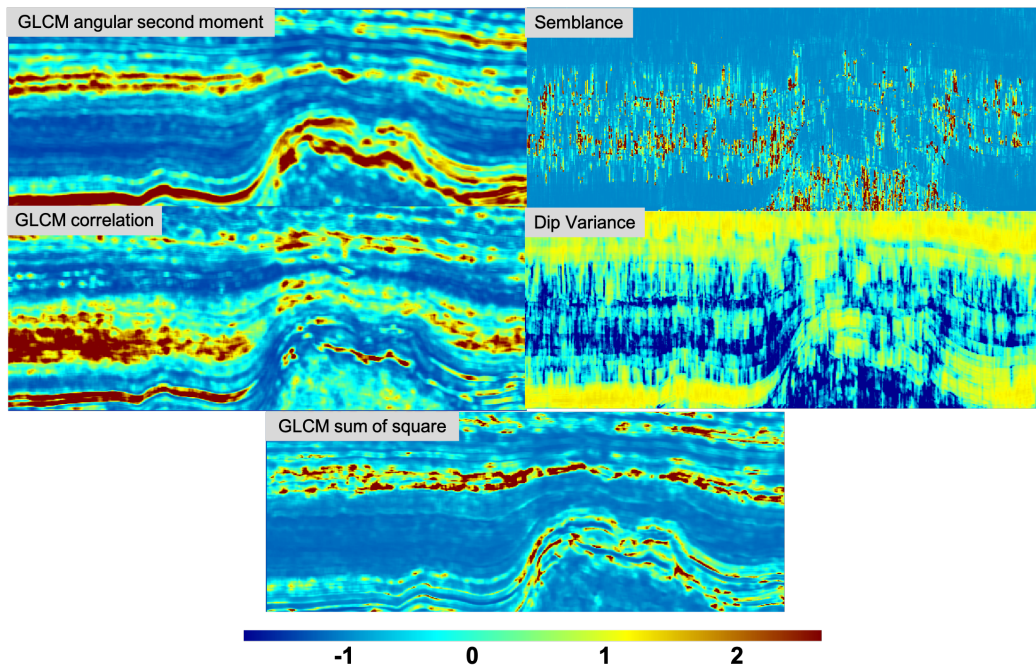 GLCM angular second moment
Semblance
GLCM correlation
Dip Variance
GLCM sum of square
-1 0 1 2